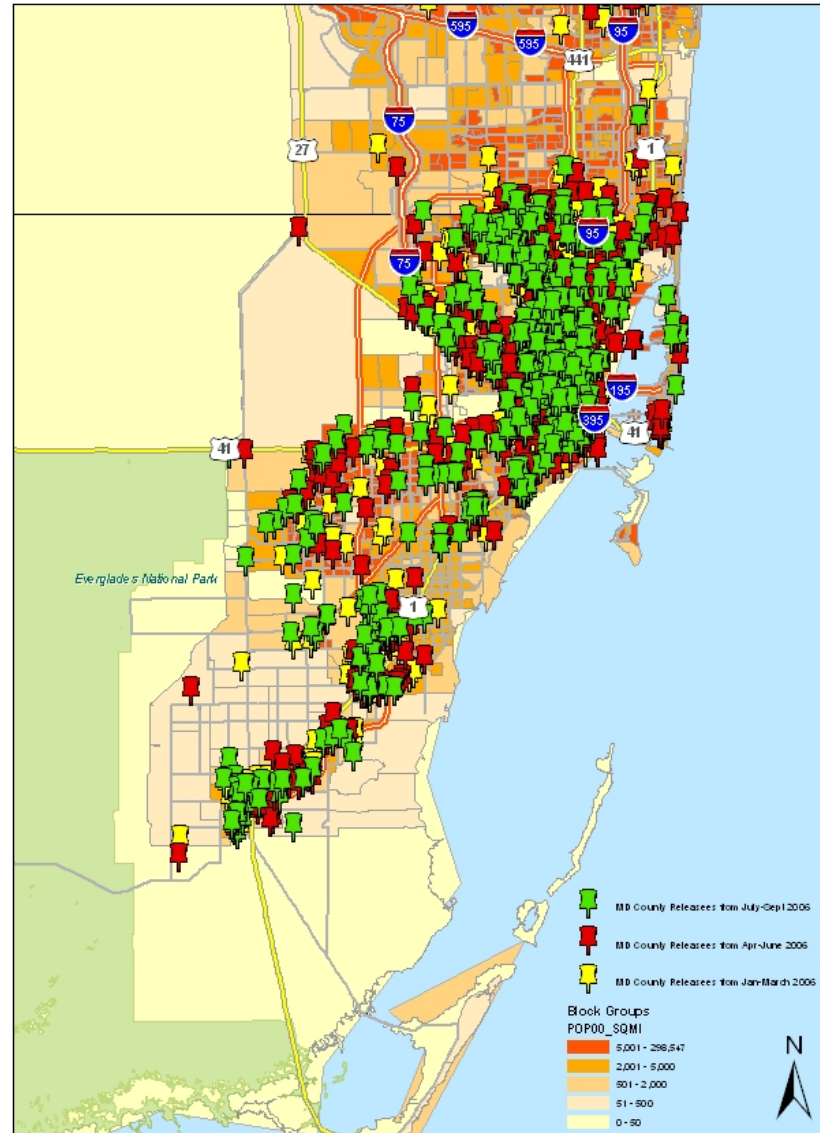 595
595
95
441
75
27
1
95
75
195
395
41
41
Everglades National Park
1
MD County Releasees from July-Sept 2006
MD County Releasees from Apr-June 2006
MD County Releasees from Jan-March 2006
Block Groups
POP00_SQMI
5,001 - 298,547
2,001 - 5,000
501 - 2,000
51 - 500
0 - 50
N